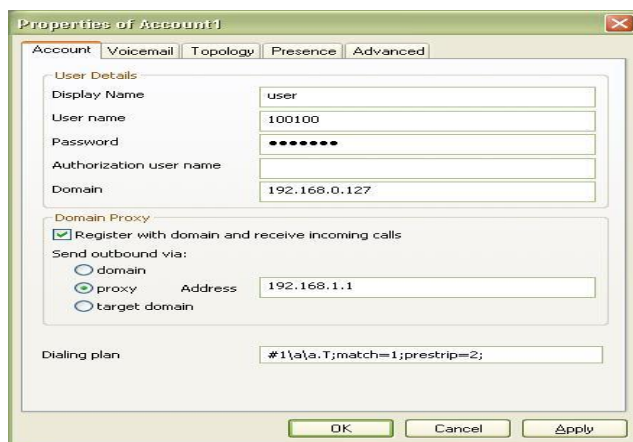 Properties of Account1
Account Voicemail Topology Presence Advanced
User Details
Display Name user
User name 100100
Password ●●●●●●●
Authorization user name
Domain 192.168.0.127
Domain Proxy
Register with domain and receive incoming calls
Send outbound via:
domain
proxy Address 192.168.1.1
target domain
Dialing plan #1\a\a.T;match=1;prestrip=2;
OK Cancel Apply